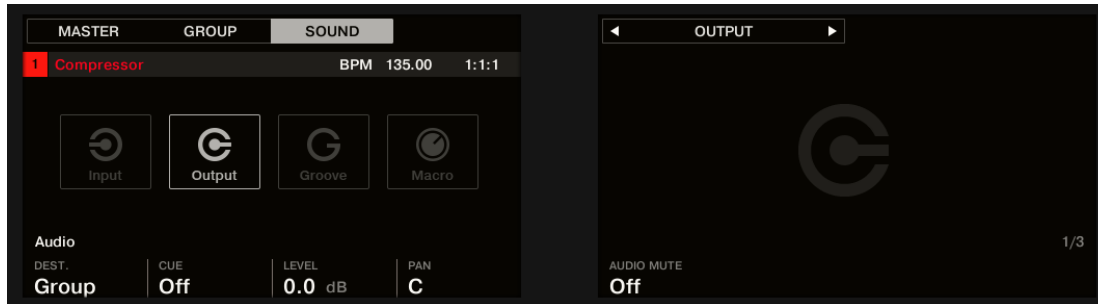 MASTER GROUP SOUND
1 Compressor BPM 135.00 1:1:1
Input Output Groove Macro
Audio
DEST. CUE LEVEL PAN
Group Off 0.0 dB C
OUTPUT
1/3
AUDIO MUTE
Off